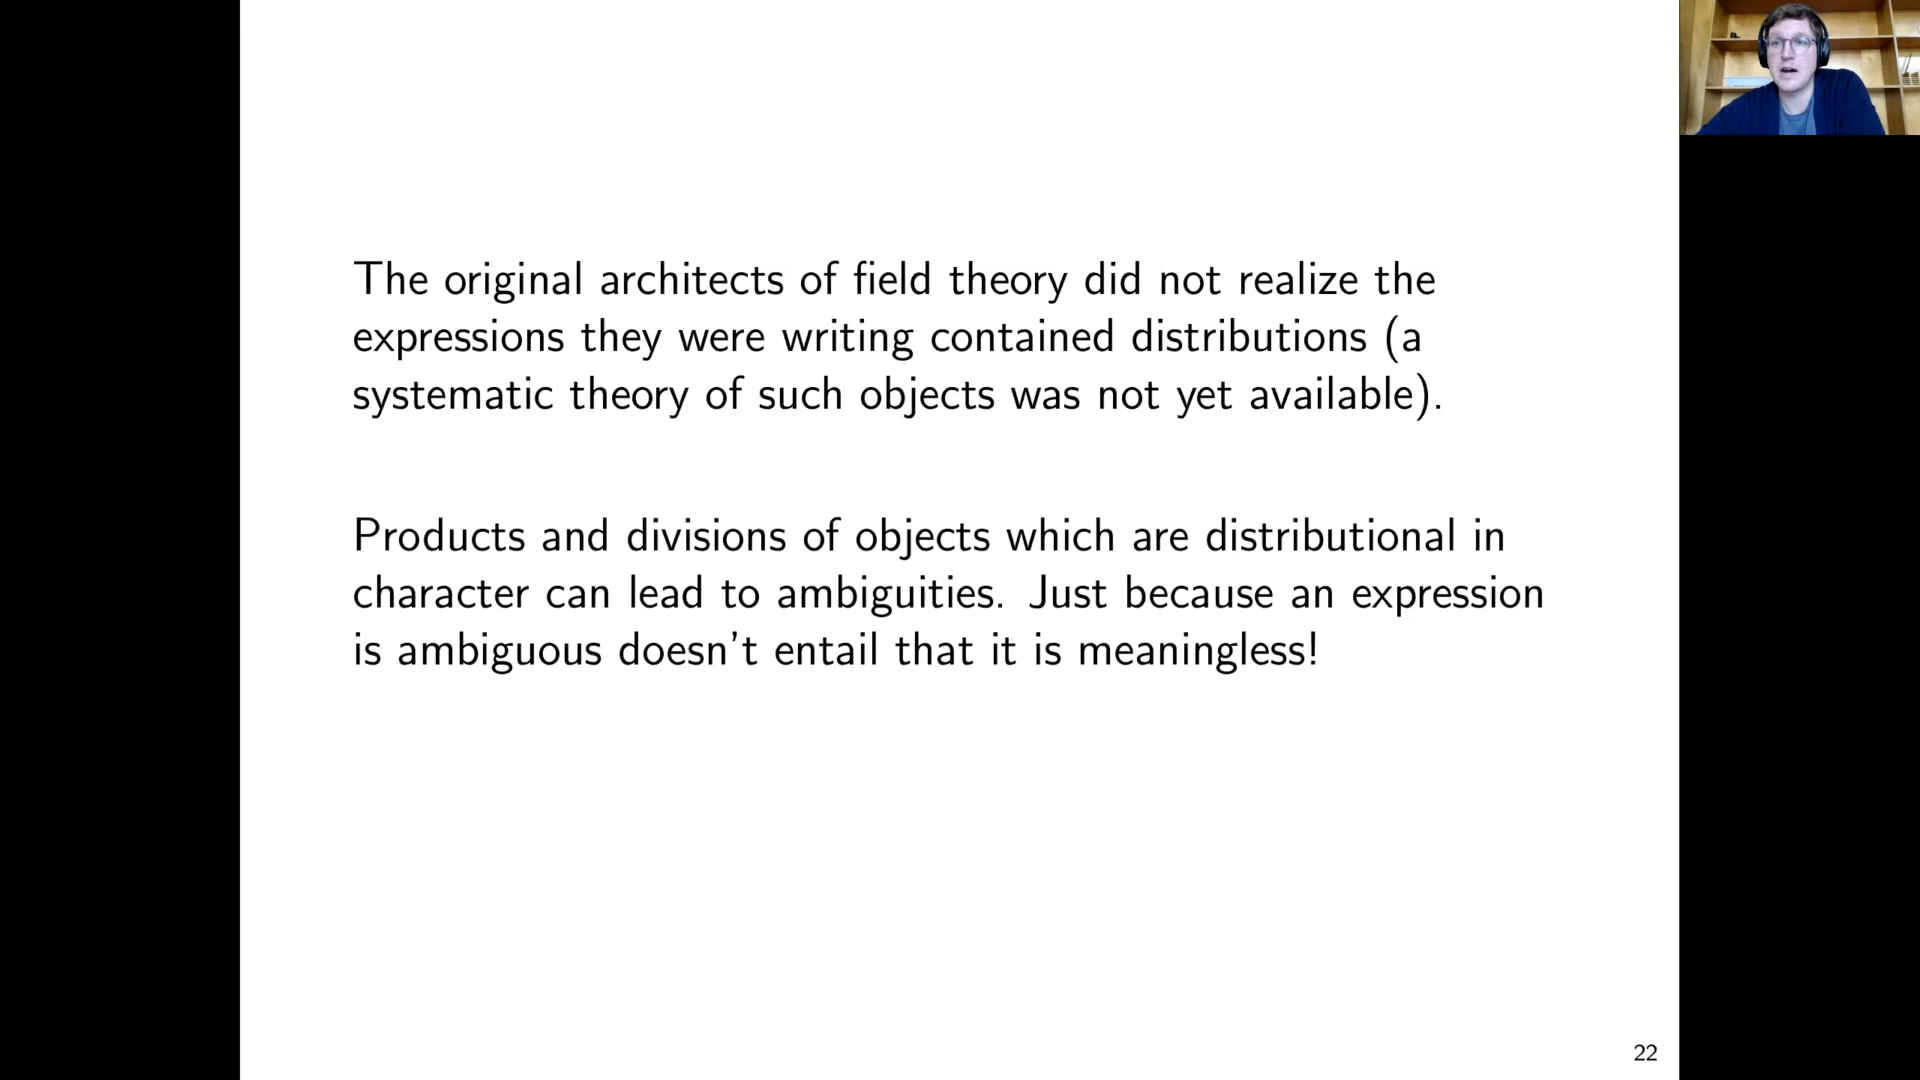 The original architects of field theory did not realize the
expressions they were writing contained distributions (a
systematic theory of such objects was not yet available).
Products and divisions of objects which are distributional in
character can lead to ambiguities. Just because an expression
is ambiguous doesn't entail that it is meaningless!
22